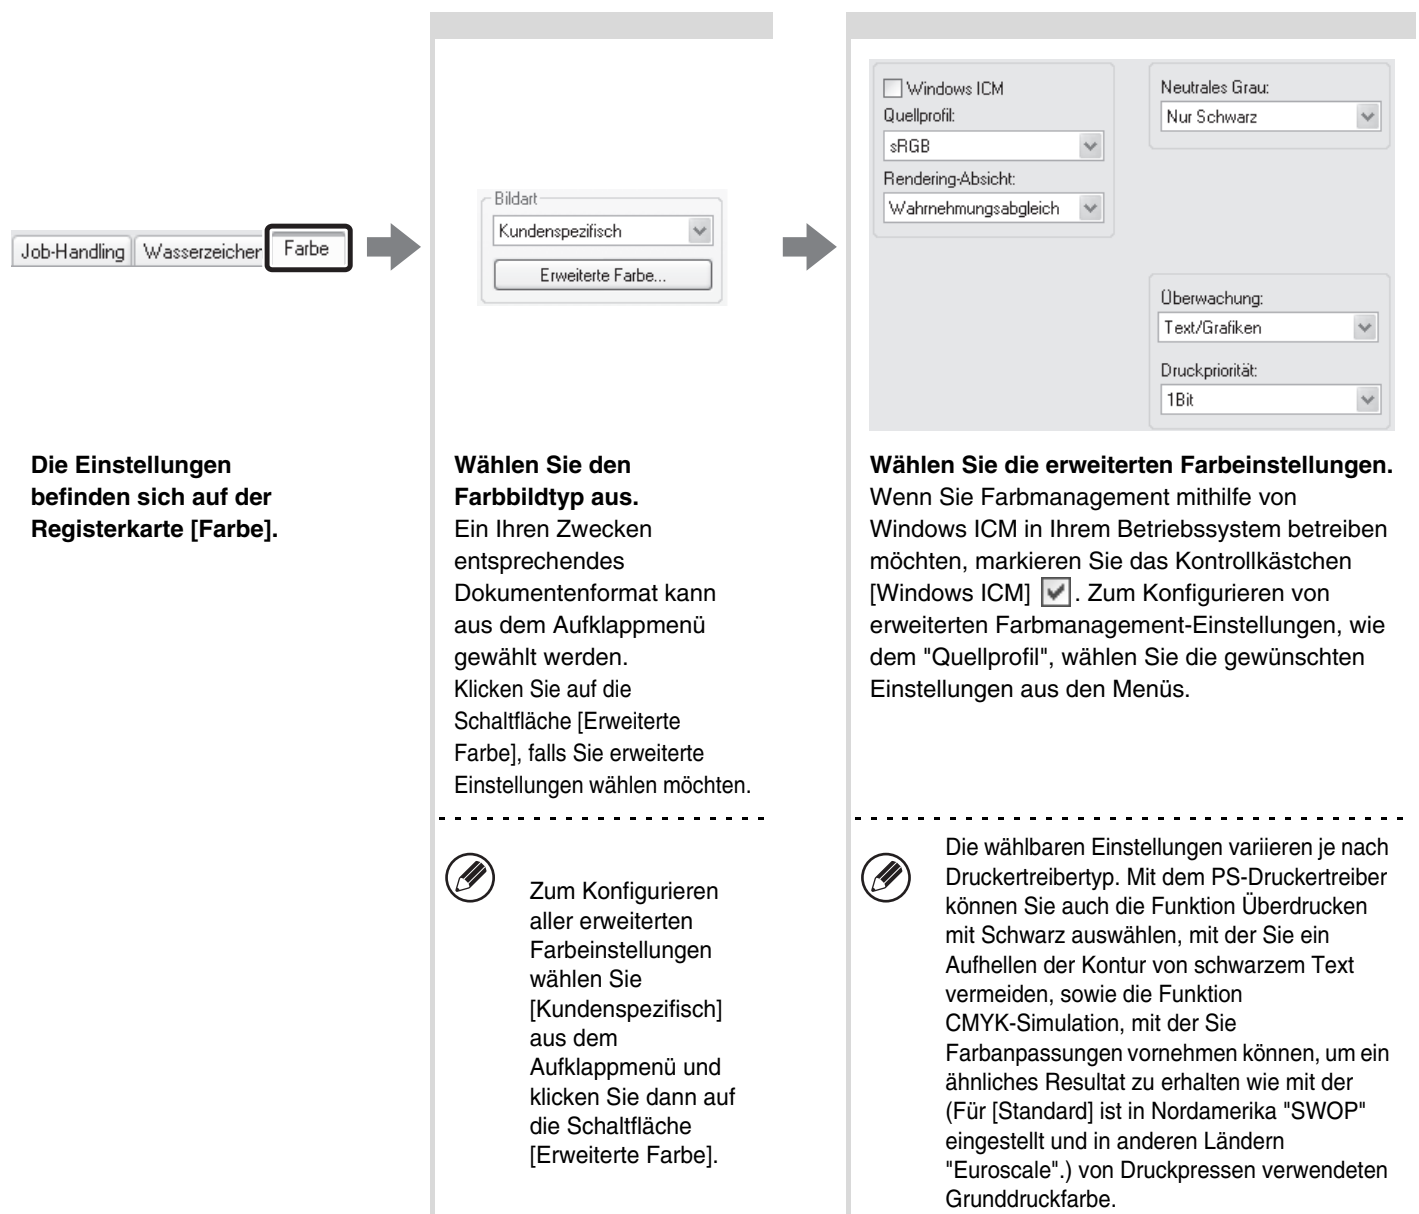 Job-Handling
Wasserzeichen
Farbe
Die Einstellungen
befinden sich auf der
Registerkarte [Farbe].
Bildart
Kundenspezifisch
Erweiterte Farbe...
Wählen Sie den
Farbbildtyp aus.
Ein Ihren Zwecken
entsprechendes
Dokumentenformat kann
aus dem Aufklappmenü
gewählt werden.
Klicken Sie auf die
Schaltfläche [Erweiterte
Farbe], falls Sie erweiterte
Einstellungen wählen möchten.
Zum Konfigurieren
aller erweiterten
Farbeinstellungen
wählen Sie
[Kundenspezifisch]
aus dem
Aufklappmenü und
klicken Sie dann auf
die Schaltfläche
[Erweiterte Farbe].
Windows ICM
Quellprofil:
sRGB
Rendering-Absicht:
Wahrnehmungsabgleich
Neutrales Grau:
Nur Schwarz
Überwachung:
Text/Grafiken
Druckpriorität:
1Bit
Wählen Sie die erweiterten Farbeinstellungen.
Wenn Sie Farbmanagement mithilfe von
Windows ICM in Ihrem Betriebssystem betreiben
möchten, markieren Sie das Kontrollkästchen
[Windows ICM] . Zum Konfigurieren von
erweiterten Farbmanagement-Einstellungen, wie
dem "Quellprofil", wählen Sie die gewünschten
Einstellungen aus den Menüs.
Die wählbaren Einstellungen variieren je nach
Druckertreibertyp. Mit dem PS-Druckertreiber
können Sie auch die Funktion Überdrucken
mit Schwarz auswählen, mit der Sie ein
Aufhellen der Kontur von schwarzem Text
vermeiden, sowie die Funktion
CMYK-Simulation, mit der Sie
Farbanpassungen vornehmen können, um ein
ähnliches Resultat zu erhalten wie mit der
(Für [Standard] ist in Nordamerika "SWOP"
eingestellt und in anderen Ländern
"Euroscale".) von Druckpressen verwendeten
Grunddruckfarbe.